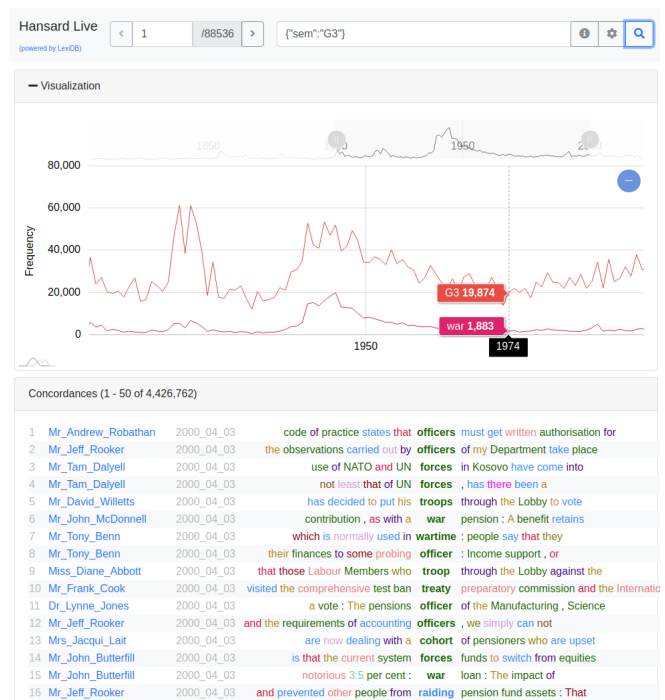 Hansard Live
(powered by LexiDB)
1 /88536
{"sem":"G3"}
Visualization
1850 1950
80,000
60,000
40,000
20,000
0
Frequency
G3 19,874
war 1,883
1950 1974
Concordances (1 - 50 of 4,426,762)
1 Mr_Andrew_Robathan 2000_04_03 code of practice states that officers must get written authorisation for
2 Mr_Jeff_Rooker 2000_04_03 the observations carried out by officers of my Department take place
3 Mr_Tam_Dalyell 2000_04_03 use of NATO and UN forces in Kosovo have come into
4 Mr_Tam_Dalyell 2000_04_03 not least that of UN forces , has there been a
5 Mr_David_Willetts 2000_04_03 has decided to put his troops through the Lobby to vote
6 Mr_John_McDonnell 2000_04_03 contribution , as with a war pension : A benefit retains
7 Mr_Tony_Benn 2000_04_03 which is normally used in wartime : people say that they
8 Mr_Tony_Benn 2000_04_03 their finances to some probing officer : Income support , or
9 Miss_Diane_Abbott 2000_04_03 that those Labour Members who troop through the Lobby against the
10 Mr_Frank_Cook 2000_04_03 visited the comprehensive test ban treaty preparatory commission and the Internatio
11 Dr_Lynne_Jones 2000_04_03 a vote : The pensions officer of the Manufacturing , Science
12 Mr_Jeff_Rooker 2000_04_03 and the requirements of accounting officers , we simply can not
13 Mrs_Jacqui_Lait 2000_04_03 are now dealing with a cohort of pensioners who are upset
14 Mr_John_Butterfill 2000_04_03 is that the current system forces funds to switch from equities
15 Mr_John_Butterfill 2000_04_03 notorious 3:5 per cent : war loan : The impact of
16 Mr_Jeff_Rooker 2000_04_03 and prevented other people from raiding pension fund assets : That